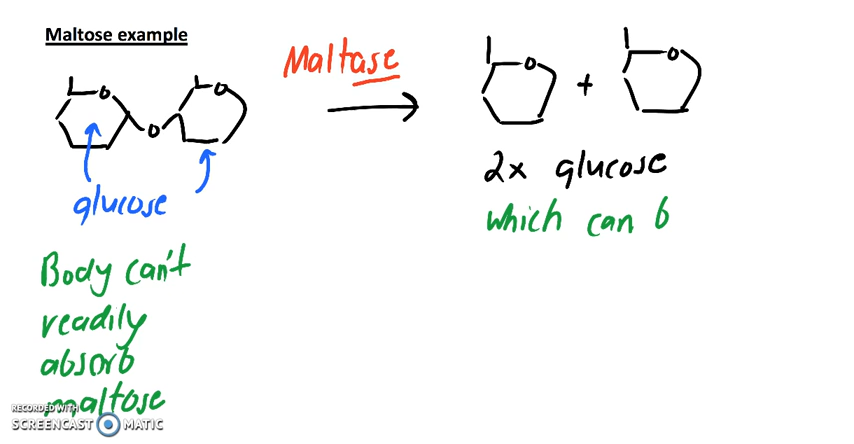 Maltose example
Maltase
O
O
O
O
O
+
glucose
2x glucose
which can b
Body can't
readily
absorb
maltose
RECORDED WITH
SCREENCAST MATIC